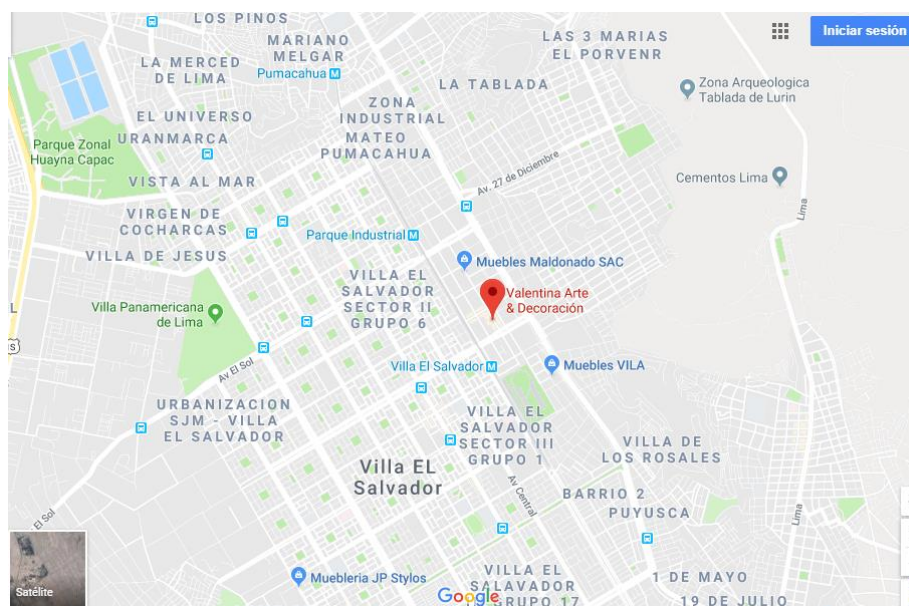 LOS PINOS
MARIANO
MELGAR
Pumacahua M
LAS 3 MARIAS
EL PORVENR
Iniciar sesión
LA MERCED
DE LIMA
LA TABLADA
Zona Arqueologica
Tablada de Lurin
EL UNIVERSO
ZONA
INDUSTRIAL
MATEO
PUMACAHUA
URANMARCA
Parque Zonal
Huayna Capac
VISTA AL MAR
Av. 27 de Diciembre
Cementos Lima
Lima
VIRGEN DE
COCHARCAS
Parque Industrial M
VILLA DE JESUS
Muebles Maldonado SAC
VILLA EL
SALVADOR
SECTOR II
GRUPO 6
Valentina Arte
& Decoración
Villa Panamericana
de Lima
Av El Sol
Villa El Salvador M
Muebles VILA
URBANIZACION
SJM - VILLA
EL SALVADOR
VILLA EL
SALVADOR
SECTOR III
GRUPO 1
VILLA DE
LOS ROSALES
Villa EL
Salvador
Av Central
BARRIO 2
PUYUSCA
Lima
El Sol
Satélite
Muebleria JP Stylos
Google
VILLA EL
SALAVADOR
GRUPO 17
1 DE MAYO
19 DE JULIO